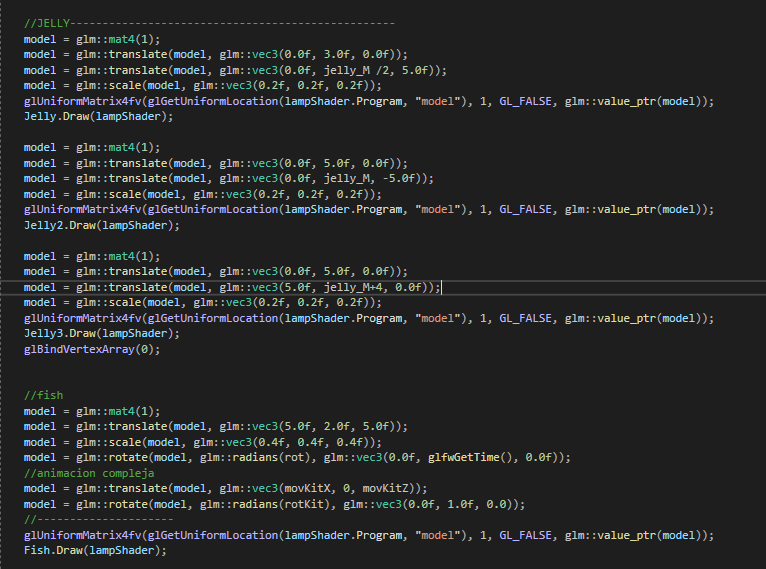 //JELLY--------------------------------------------------
model = glm::mat4(1);
model = glm::translate(model, glm::vec3(0.0f, 3.0f, 0.0f));
model = glm::translate(model, glm::vec3(0.0f, jelly_M /2, 5.0f));
model = glm::scale(model, glm::vec3(0.2f, 0.2f, 0.2f));
glUniformMatrix4fv(glGetUniformLocation(lampShader.Program, "model"), 1, GL_FALSE, glm::value_ptr(model));
Jelly.Draw(lampShader);
model = glm::mat4(1);
model = glm::translate(model, glm::vec3(0.0f, 5.0f, 0.0f));
model = glm::translate(model, glm::vec3(0.0f, jelly_M, -5.0f));
model = glm::scale(model, glm::vec3(0.2f, 0.2f, 0.2f));
glUniformMatrix4fv(glGetUniformLocation(lampShader.Program, "model"), 1, GL_FALSE, glm::value_ptr(model));
Jelly2.Draw(lampShader);
model = glm::mat4(1);
model = glm::translate(model, glm::vec3(0.0f, 5.0f, 0.0f));
model = glm::translate(model, glm::vec3(5.0f, jelly_M+4, 0.0f));
model = glm::scale(model, glm::vec3(0.2f, 0.2f, 0.2f));
glUniformMatrix4fv(glGetUniformLocation(lampShader.Program, "model"), 1, GL_FALSE, glm::value_ptr(model));
Jelly3.Draw(lampShader);
glBindVertexArray(0);
//fish
model = glm::mat4(1);
model = glm::translate(model, glm::vec3(5.0f, 2.0f, 5.0f));
model = glm::scale(model, glm::vec3(0.4f, 0.4f, 0.4f));
model = glm::rotate(model, glm::radians(rot), glm::vec3(0.0f, glfwGetTime(), 0.0f));
//animacion compleja
model = glm::translate(model, glm::vec3(movKitX, 0, movKitZ));
model = glm::rotate(model, glm::radians(rotKit), glm::vec3(0.0f, 1.0f, 0.0));
//---------------------
glUniformMatrix4fv(glGetUniformLocation(lampShader.Program, "model"), 1, GL_FALSE, glm::value_ptr(model));
Fish.Draw(lampShader);